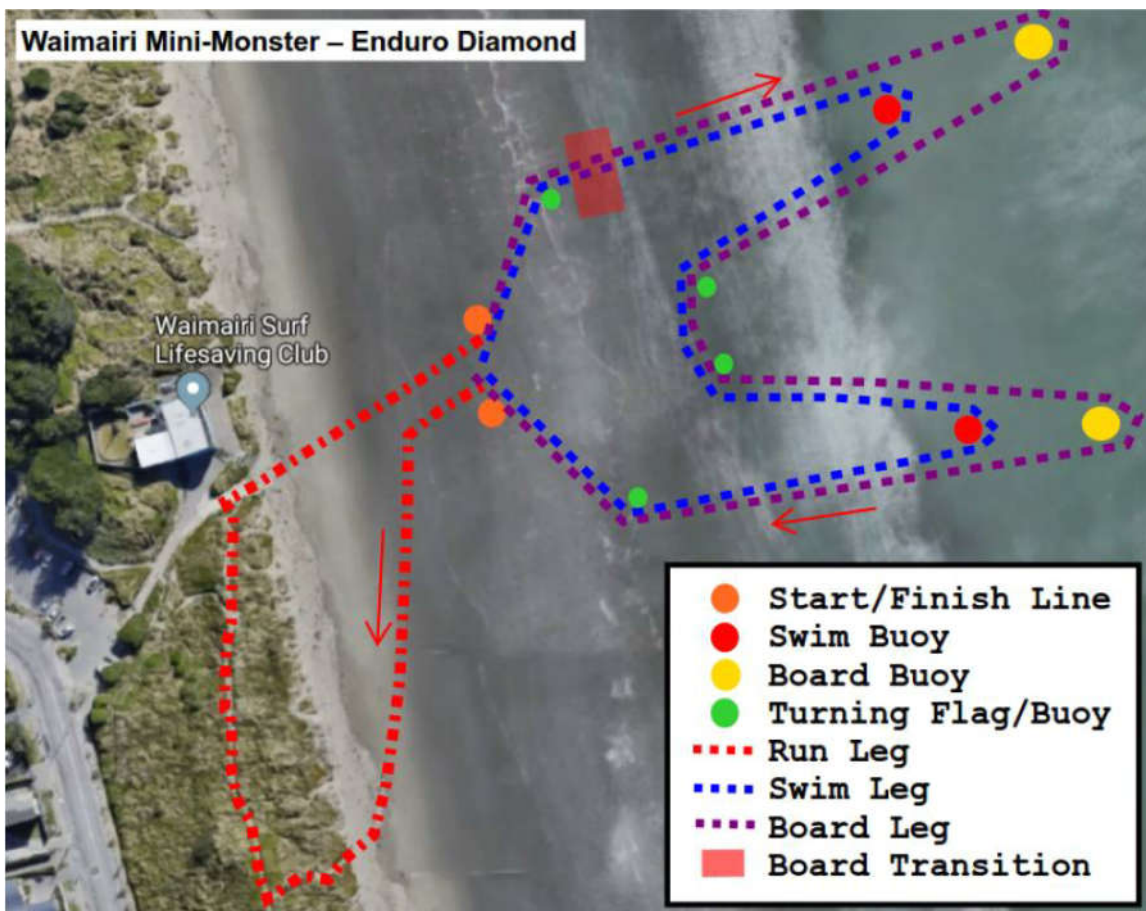 Waimairi Mini-Monster – Enduro Diamond
Waimairi Surf
Lifesaving Club
Start/Finish Line
Swim Buoy
Board Buoy
Turning Flag/Buoy
Run Leg
Swim Leg
Board Leg
Board Transition